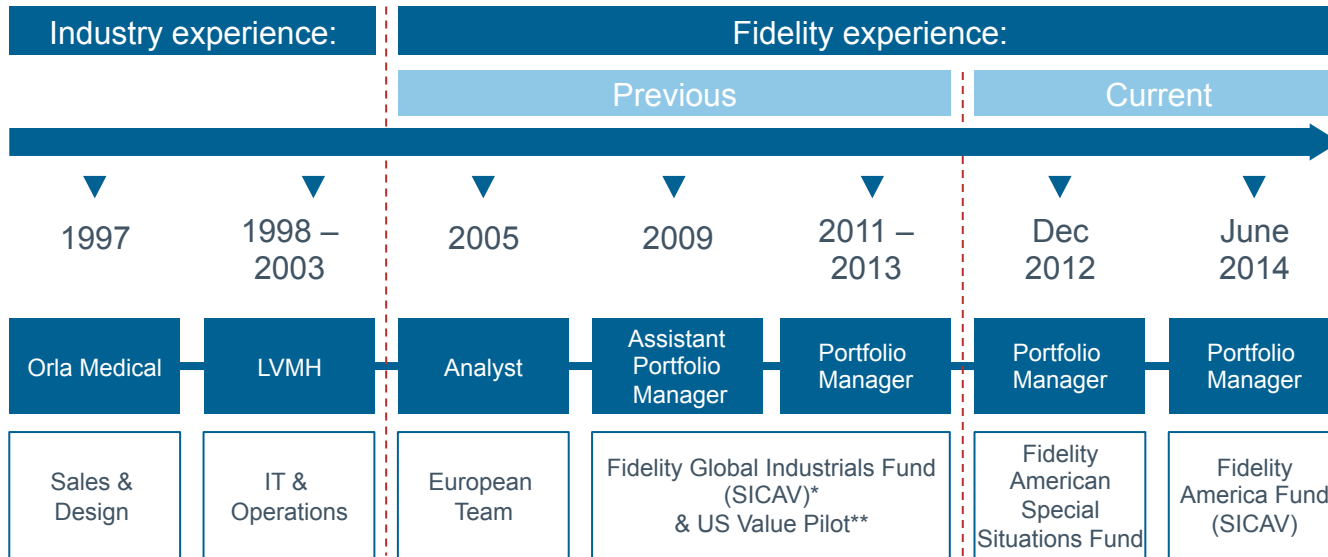 Industry experience:
Fidelity experience:
Previous
Current
1997
1998 –
2003
2005
2009
2011 –
2013
Dec
2012
June
2014
Orla Medical
LVMH
Analyst
Assistant
Portfolio
Manager
Portfolio
Manager
Portfolio
Manager
Portfolio
Manager
Sales &
Design
IT &
Operations
European
Team
Fidelity Global Industrials Fund
(SICAV)*
& US Value Pilot**
Fidelity
American
Special
Situations Fund
Fidelity
America Fund
(SICAV)